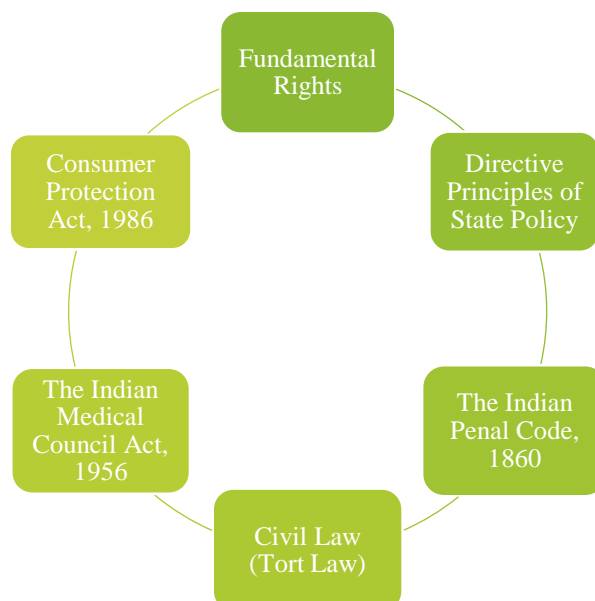 Fundamental
Rights
Directive
Principles of
State Policy
The Indian
Penal Code,
1860
Civil Law
(Tort Law)
The Indian
Medical
Council Act,
1956
Consumer
Protection
Act, 1986